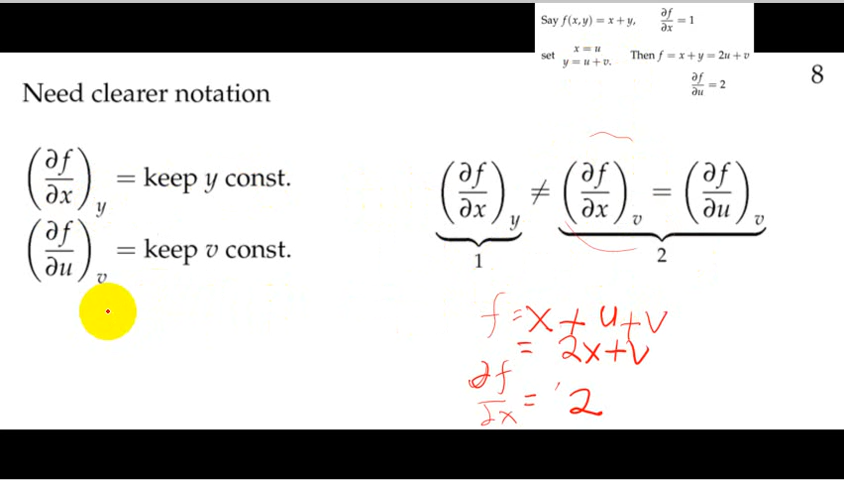 Say f(x,y) = x + y, ∂f/∂x = 1
set x = u
y = u + v. Then f = x + y = 2u + v
∂f/∂u = 2
8
Need clearer notation
(∂f/∂x)_y = keep y const.
(∂f/∂u)_v = keep v const.
(∂f/∂x)_y ≠ (∂f/∂x)_v = (∂f/∂u)_v
1 2
f = x + u + v
= 2x + v
∂f/∂x = 2